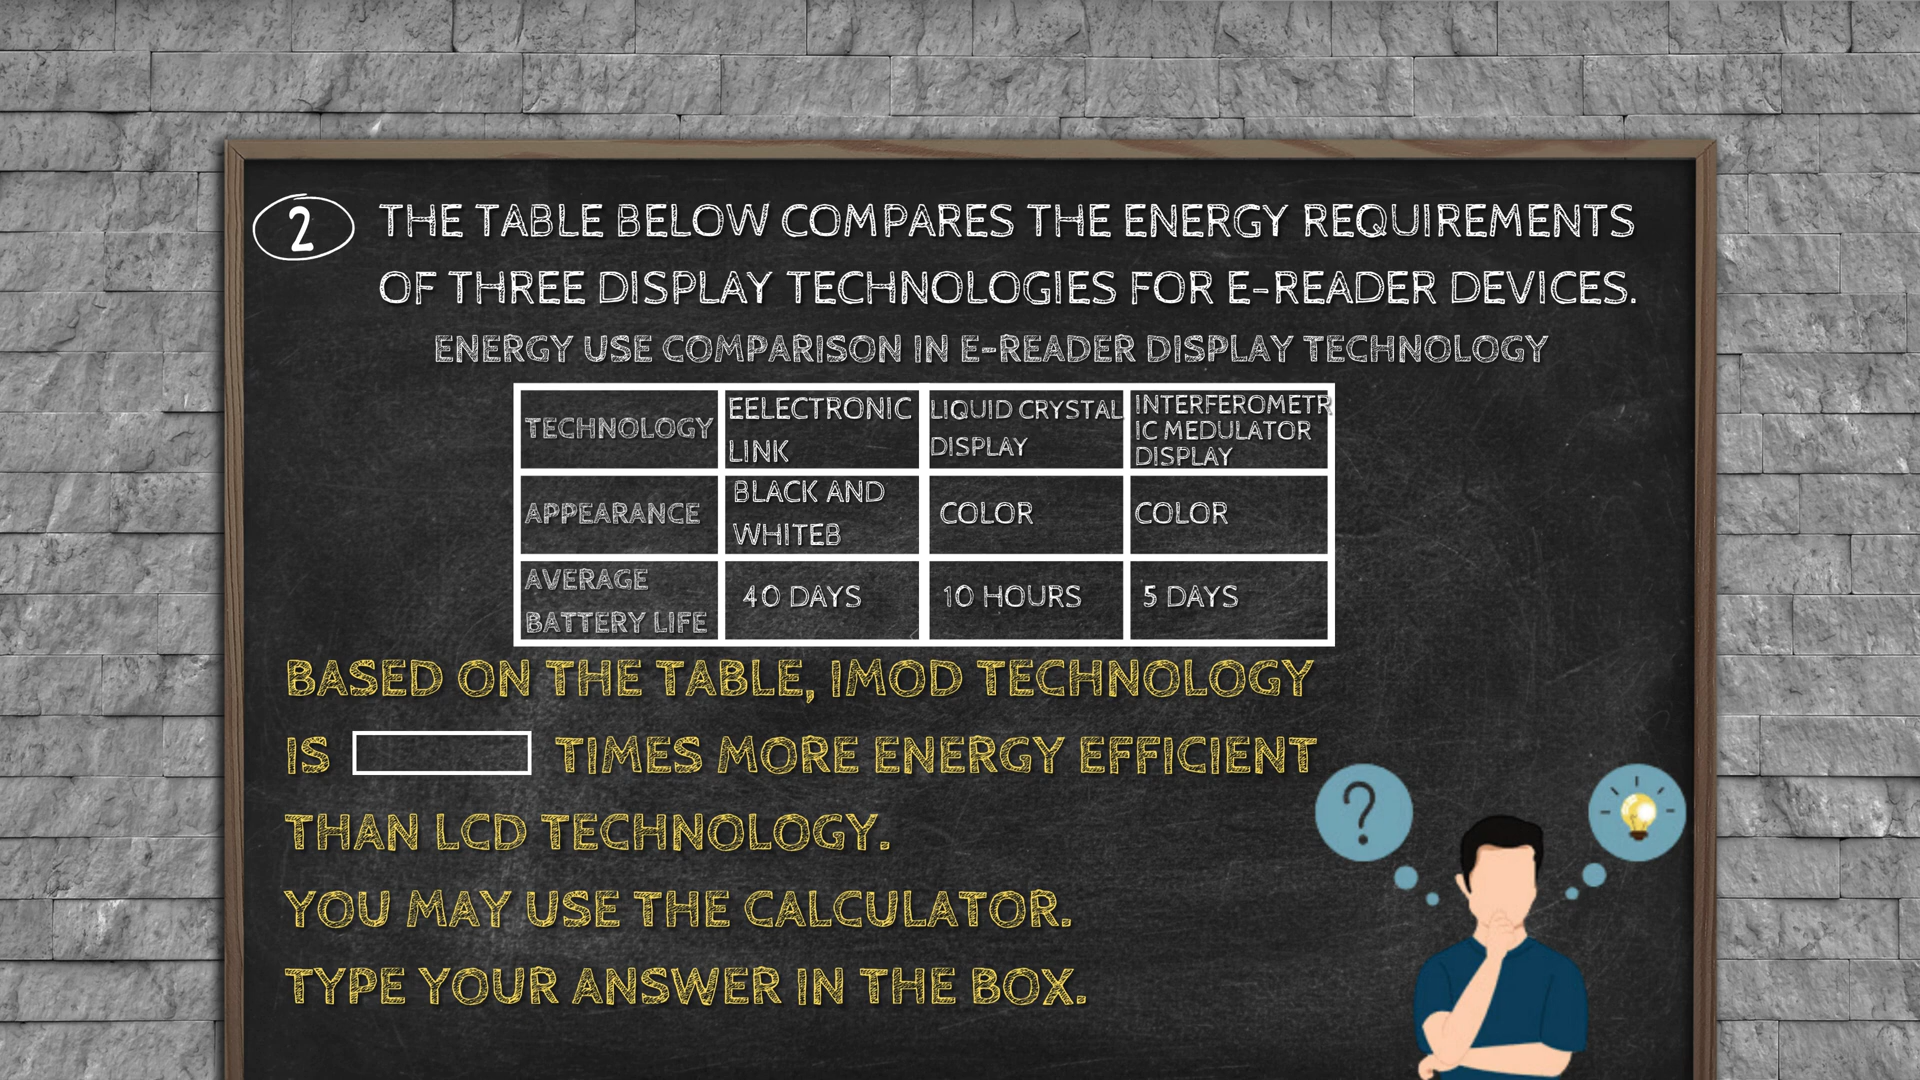 2 THE TABLE BELOW COMPARES THE ENERGY REQUIREMENTS
OF THREE DISPLAY TECHNOLOGIES FOR E-READER DEVICES.
ENERGY USE COMPARISON IN E-READER DISPLAY TECHNOLOGY
TECHNOLOGY
EELECTRONIC
LINK
LIQUID CRYSTAL
DISPLAY
INTERFEROMETR
IC MEDULATOR
DISPLAY
APPEARANCE
BLACK AND
WHITEB
COLOR
COLOR
AVERAGE
BATTERY LIFE
40 DAYS
10 HOURS
5 DAYS
BASED ON THE TABLE, IMOD TECHNOLOGY
IS TIMES MORE ENERGY EFFICIENT
THAN LCD TECHNOLOGY.
YOU MAY USE THE CALCULATOR.
TYPE YOUR ANSWER IN THE BOX.
?